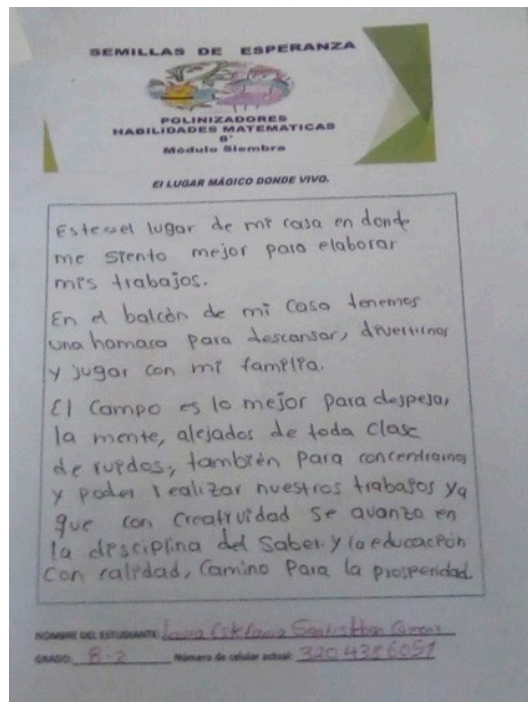 SEMILLAS DE ESPERANZA
POLINIZADORES
HABILIDADES MATEMATICAS
8°
Módulo Siembra
El LUGAR MÁGICO DONDE VIVO.
Este es el lugar de mi casa en donde
me siento mejor para elaborar
mis trabajos.
En el balcón de mi casa tenemos
una hamaca para descansar, divertirnos
y jugar con mi familia.
El Campo es lo mejor para despejar
la mente, alejados de toda clase
de ruidos, también para concentrarnos
y poder realizar nuestros trabajos ya
que con Creatividad se avanza en
la disciplina del Saber y la educación
Con calidad, Camino Para la prosperidad.
NOMBRE DEL ESTUDIANTE: Laura
GRADO: 8-2 Número de celular actual: 3204386051